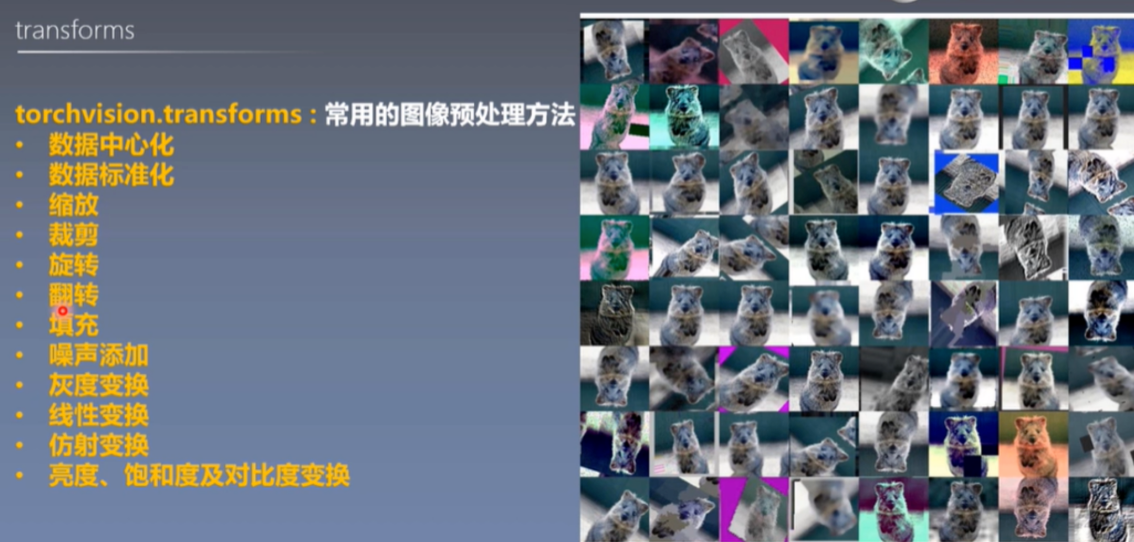 transforms
torchvision.transforms : 常用的图像预处理方法
• 数据中心化
• 数据标准化
• 缩放
• 裁剪
• 旋转
• 翻转
• 填充
• 噪声添加
• 灰度变换
• 线性变换
• 仿射变换
• 亮度、饱和度及对比度变换